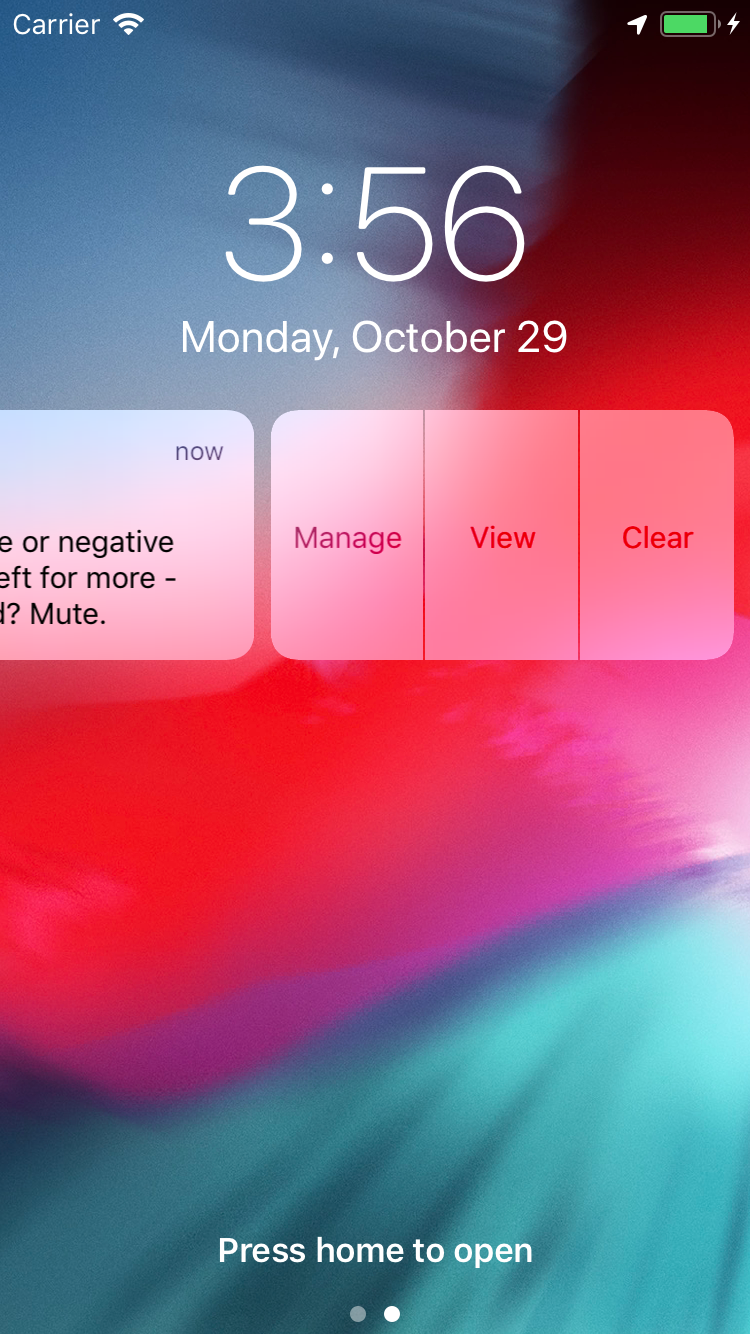 Carrier
3:56
Monday, October 29
now
e or negative
eft for more -
? Mute.
Manage
View
Clear
Press home to open